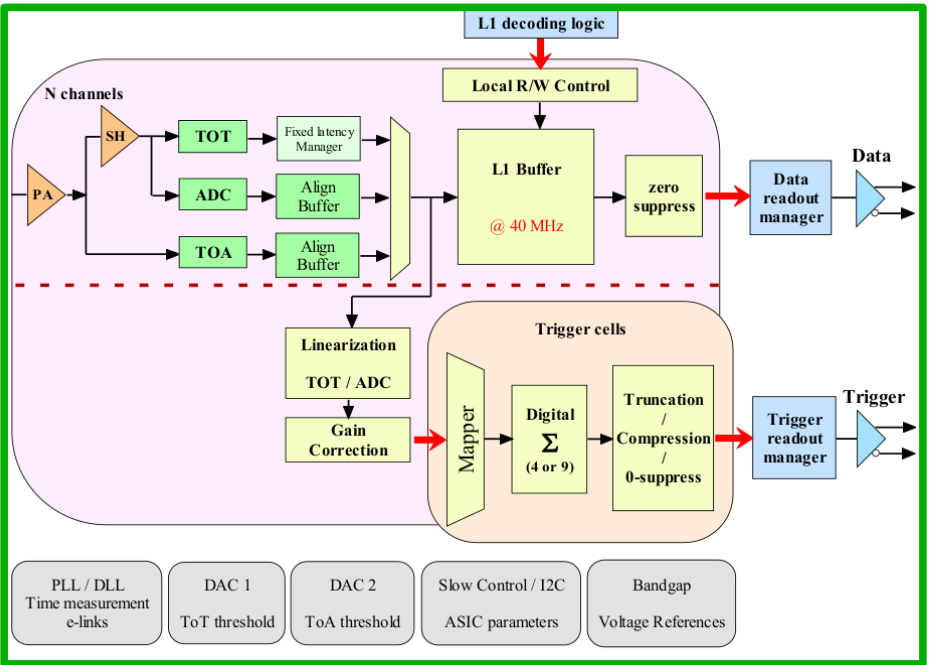 L1 decoding logic
N channels
Local R/W Control
PA
SH
TOT
Fixed latency
Manager
ADC
Align
Buffer
TOA
Align
Buffer
L1 Buffer
@ 40 MHz
zero
suppress
Data
readout
manager
Data
Linearization
TOT / ADC
Gain
Correction
Trigger cells
Mapper
Digital
Σ
(4 or 9)
Truncation
/
Compression
/
0-suppress
Trigger
readout
manager
Trigger
PLL / DLL
Time measurement
e-links
DAC 1
ToT threshold
DAC 2
ToA threshold
Slow Control / I2C
ASIC parameters
Bandgap
Voltage References